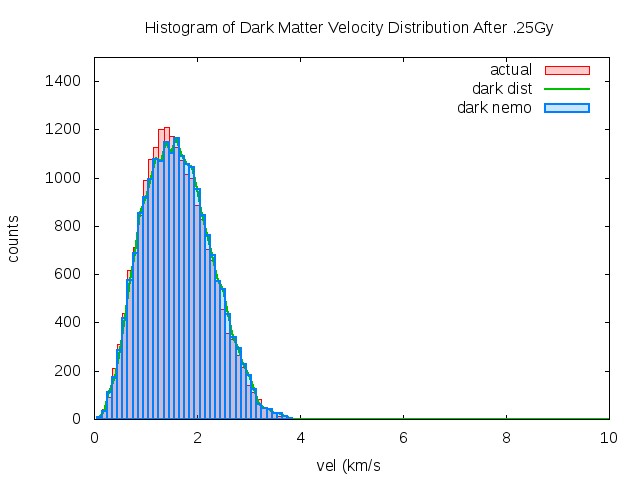 Histogram of Dark Matter Velocity Distribution After .25Gy
actual
dark dist
dark nemo
1400
1200
1000
800
600
400
200
0
counts
0 2 4 6 8 10
vel (km/s